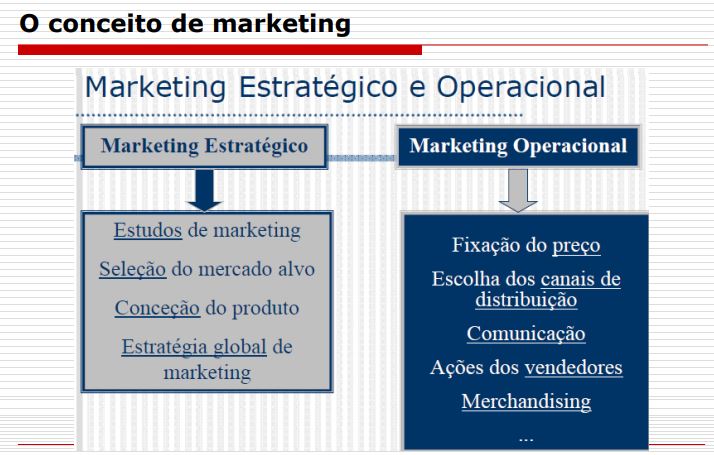 O conceito de marketing
Marketing Estratégico e Operacional
Marketing Estratégico
Estudos de marketing
Seleção do mercado alvo
Conceção do produto
Estratégia global de
marketing
Marketing Operacional
Fixação do preço
Escolha dos canais de
distribuição
Comunicação
Ações dos vendedores
Merchandising
...